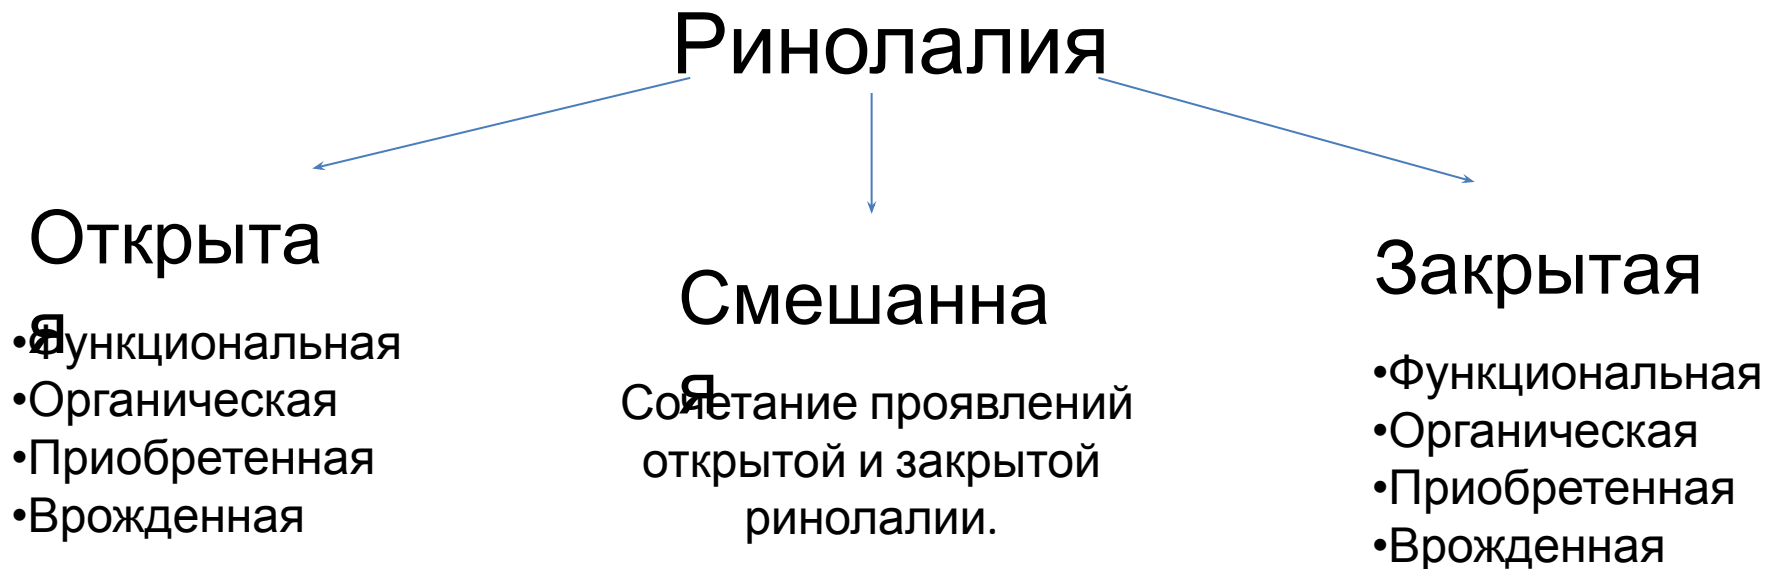 Ринолалия
Открыта
я
•Функциональная
•Органическая
•Приобретенная
•Врожденная
Смешанна
я
Сочетание проявлений
открытой и закрытой
ринолалии.
Закрытая
•Функциональная
•Органическая
•Приобретенная
•Врожденная